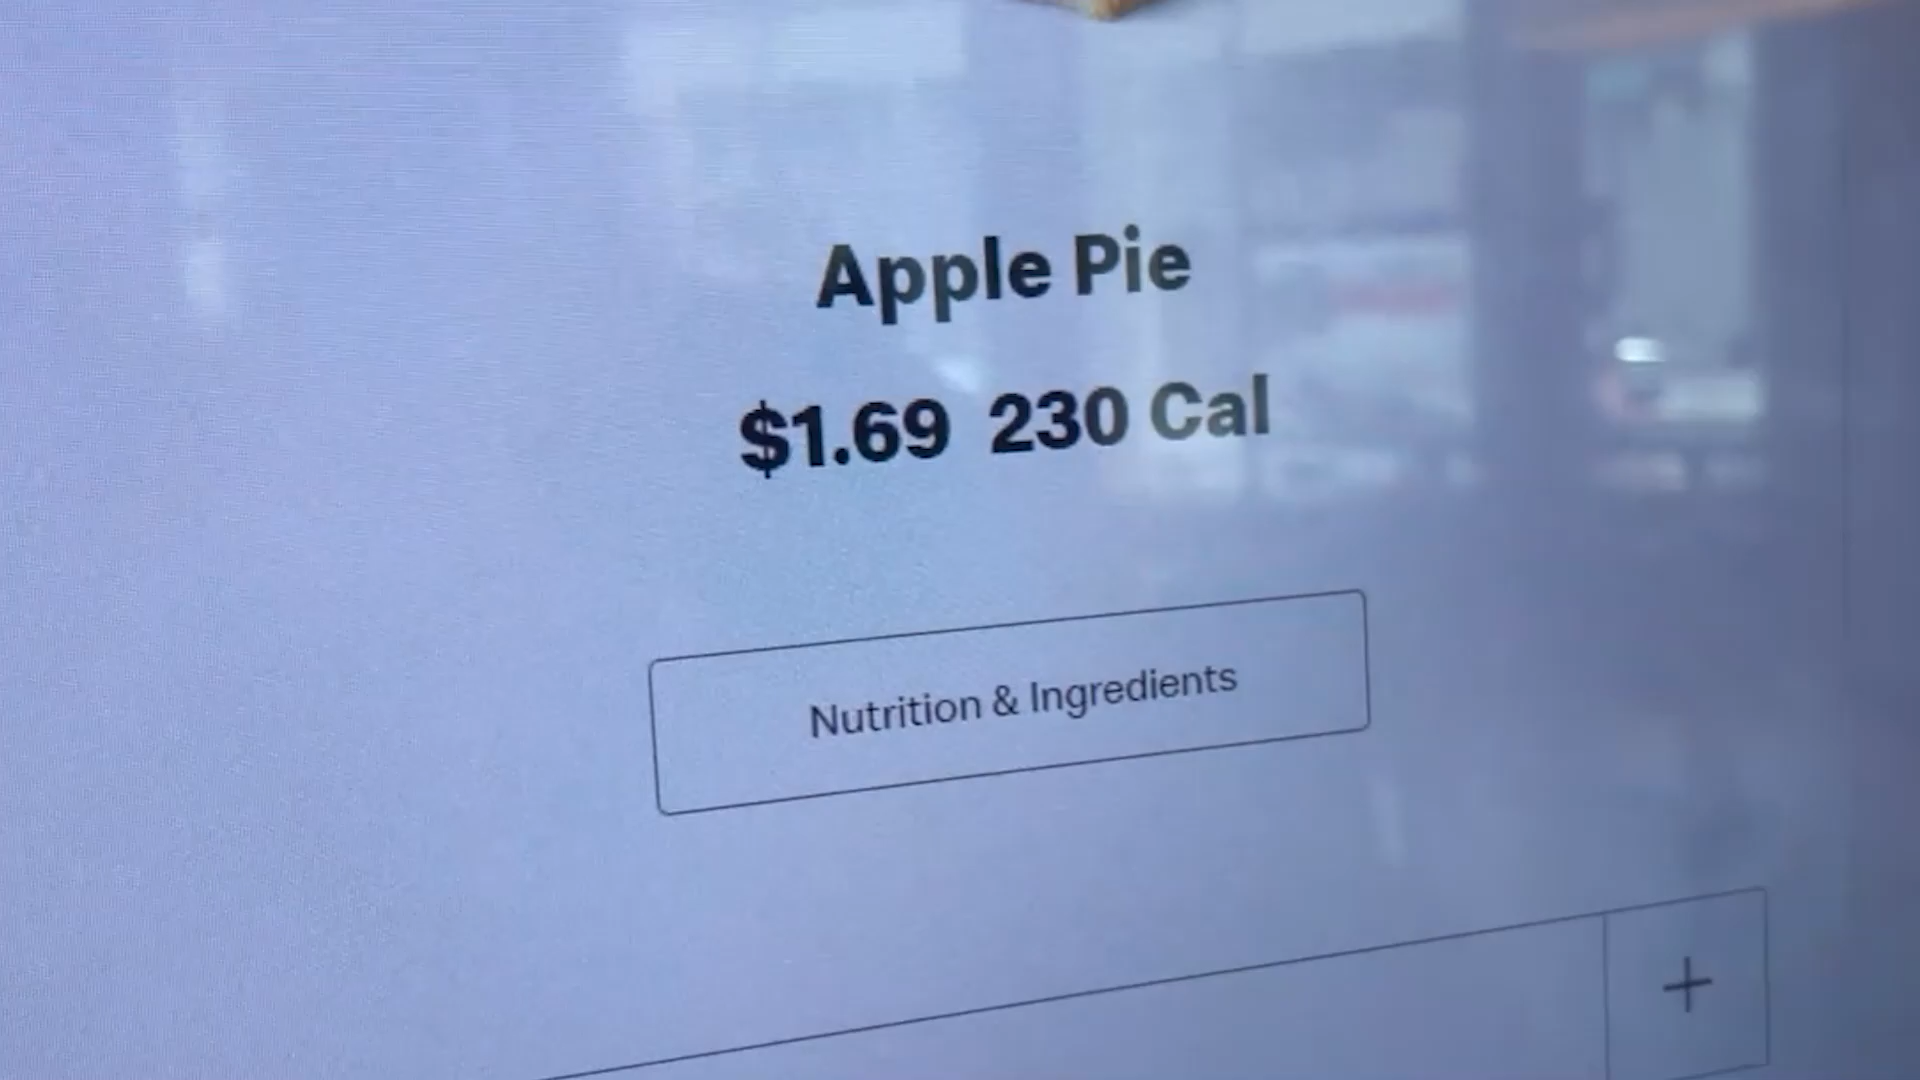 Apple Pie
$1.69 230 Cal
Nutrition & Ingredients
+